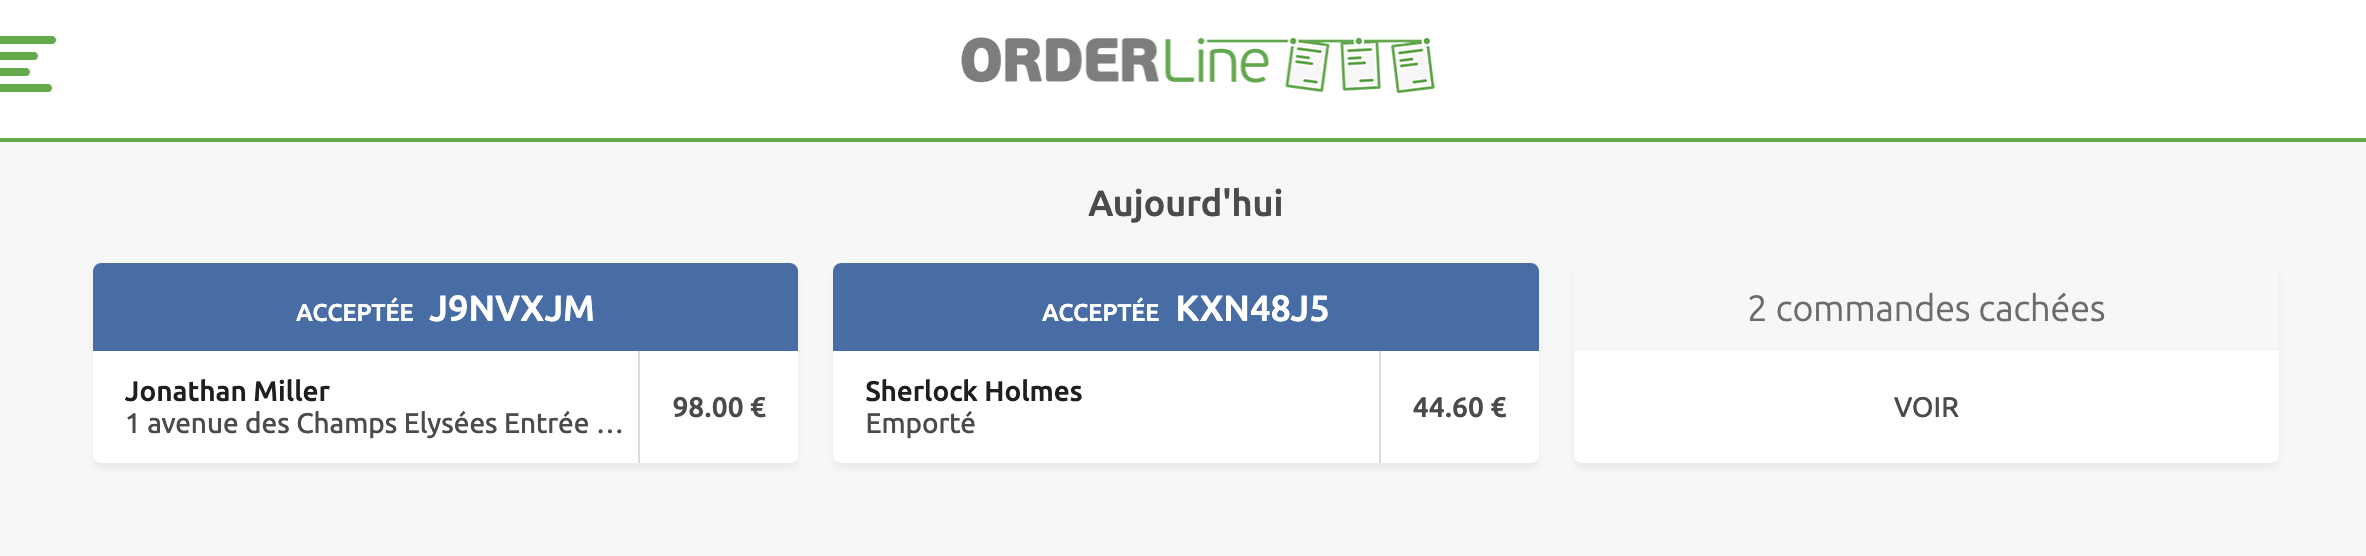 ORDERLine
Aujourd'hui
ACCEPTÉE J9NVXJM
Jonathan Miller
1 avenue des Champs Elysées Entrée ...
98.00 €
ACCEPTÉE KXN48J5
Sherlock Holmes
Emporté
44.60 €
2 commandes cachées
VOIR